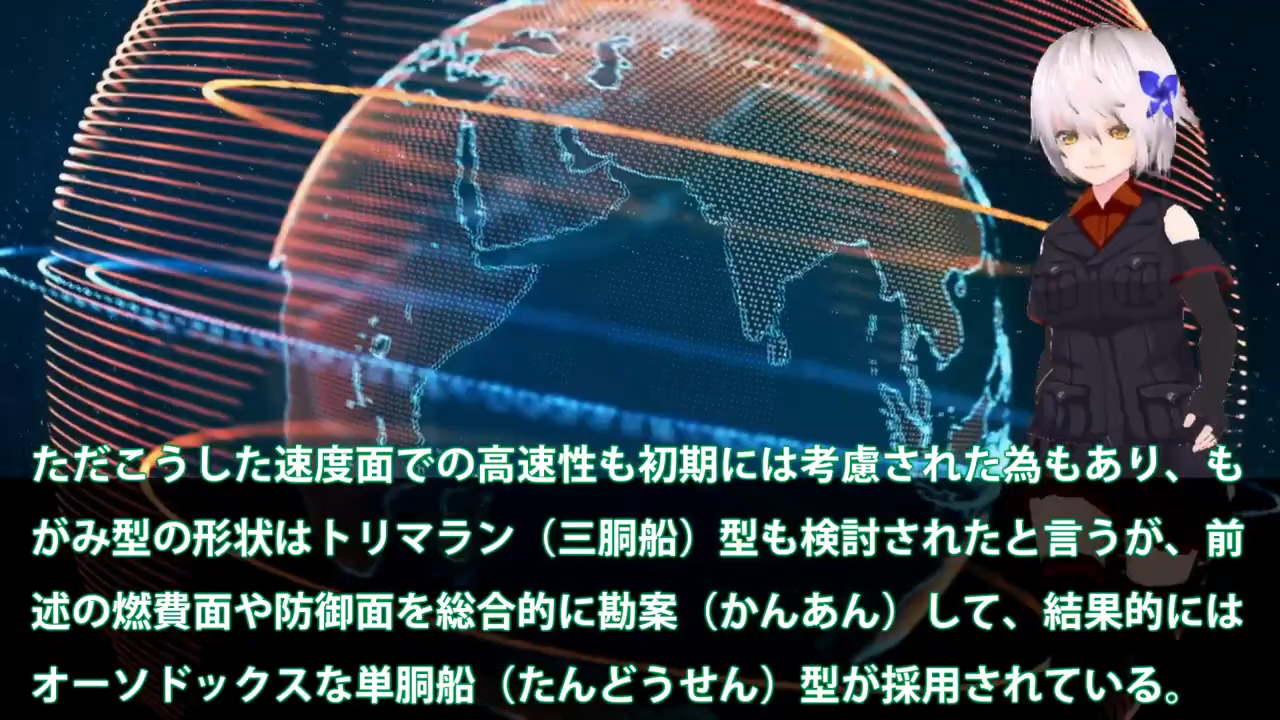 ただこうした速度面での高速性も初期には考慮された為もあり、も
がみ型の形状はトリマラン（三胴船）型も検討されたと言うが、前
述の燃費面や防御面を総合的に勘案（かんあん）して、結果的には
オーソドックスな単胴船（たんどうせん）型が採用されている。